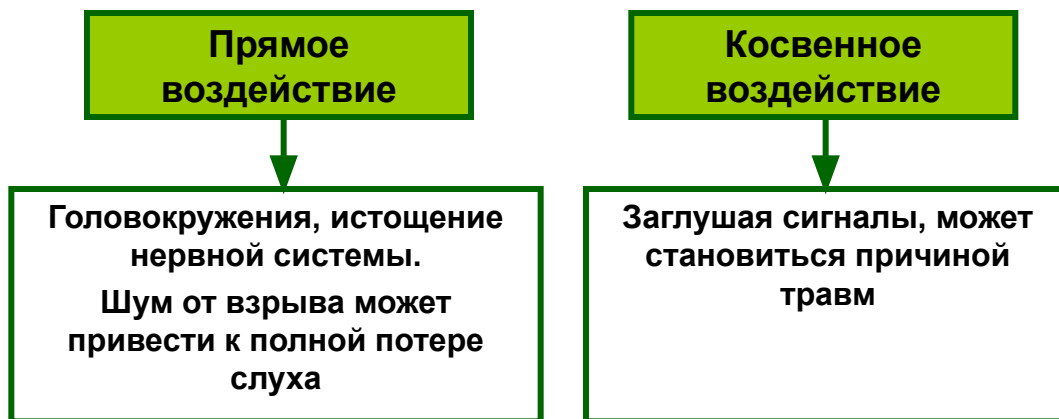 Прямое
воздействие
Косвенное
воздействие
Головокружения, истощение
нервной системы.
Шум от взрыва может
привести к полной потере
слуха
Заглушая сигналы, может
становиться причиной
травм